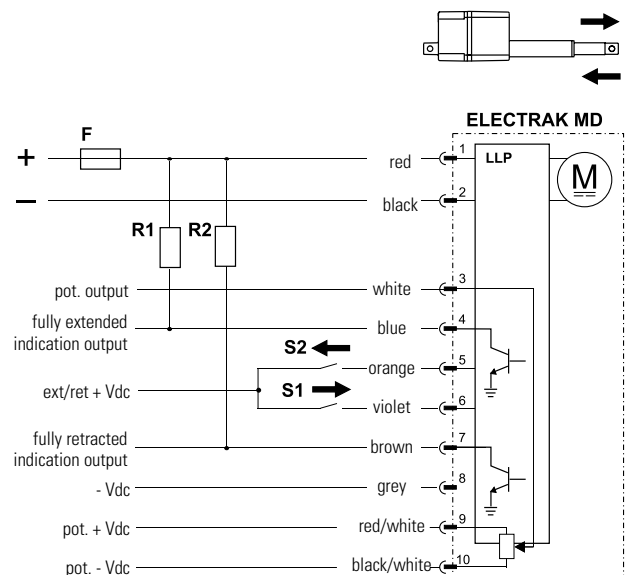 ELECTRAK MD
F
+ red 1 LLP M
− black 2
R1 R2
pot. output white 3
fully extended
indication output
blue 4
S2 orange 5
ext/ret + Vdc
S1 violet 6
fully retracted
indication output
brown 7
- Vdc grey 8
pot. + Vdc red/white 9
pot. - Vdc black/white 10